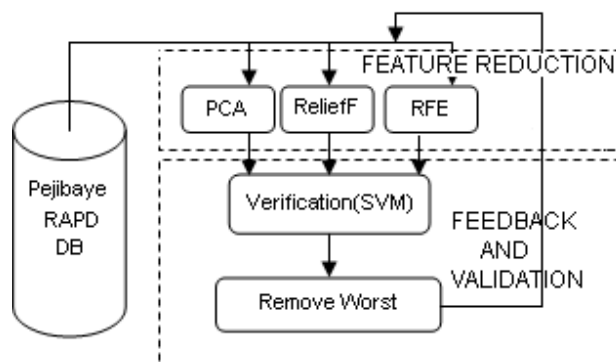 FEATURE REDUCTION
PCA
ReliefF
RFE
Pejibaye
RAPD
DB
Verification(SVM)
FEEDBACK
AND
VALIDATION
Remove Worst